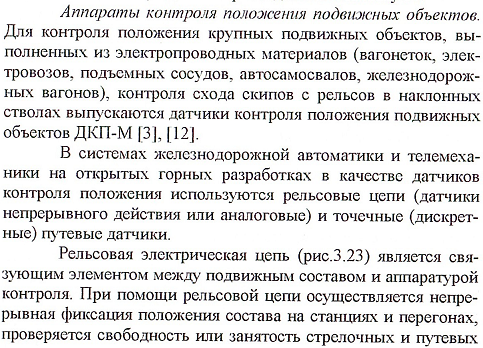 Аппараты контроля положения подвижных объектов.
Для контроля положения крупных подвижных объектов, вы-
полненных из электропроводных материалов (вагонеток, элек-
тровозов, подъемных сосудов, автосамосвалов, железнодорож-
ных вагонов), контроля схода скипов с рельсов в наклонных
стволах выпускаются датчики контроля положения подвижных
объектов ДКП-М [3], [12].
В системах железнодорожной автоматики и телемеха-
ники на открытых горных разработках в качестве датчиков
контроля положения используются рельсовые цепи (датчики
непрерывного действия или аналоговые) и точечные (дискрет-
ные) путевые датчики.
Рельсовая электрическая цепь (рис.3.23) является свя-
зующим элементом между подвижным составом и аппаратурой
контроля. При помощи рельсовой цепи осуществляется непре-
рывная фиксация положения состава на станциях и перегонах,
проверяется свободность или занятость стрелочных и путевых